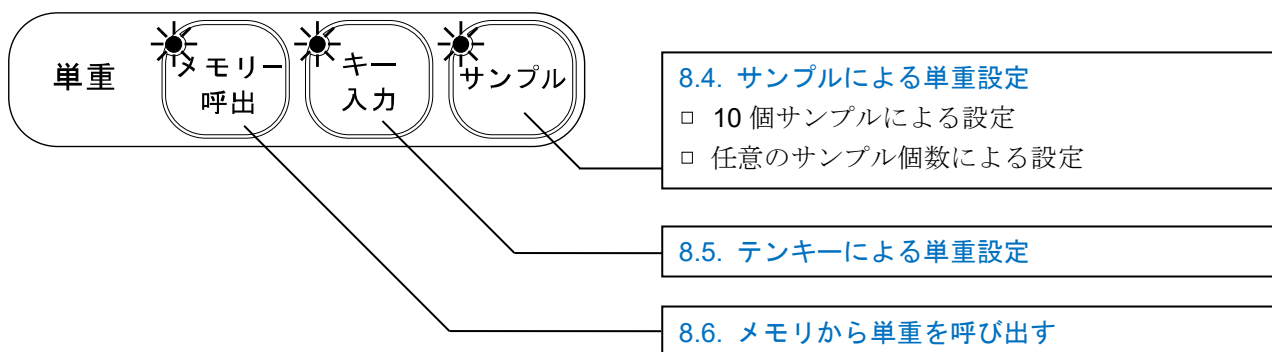 単重
メモリー
呼出
キー
入力
サンプル
8.4. サンプルによる単重設定
□ 10 個サンプルによる設定
□ 任意のサンプル個数による設定
8.5. テンキーによる単重設定
8.6. メモリから単重を呼び出す